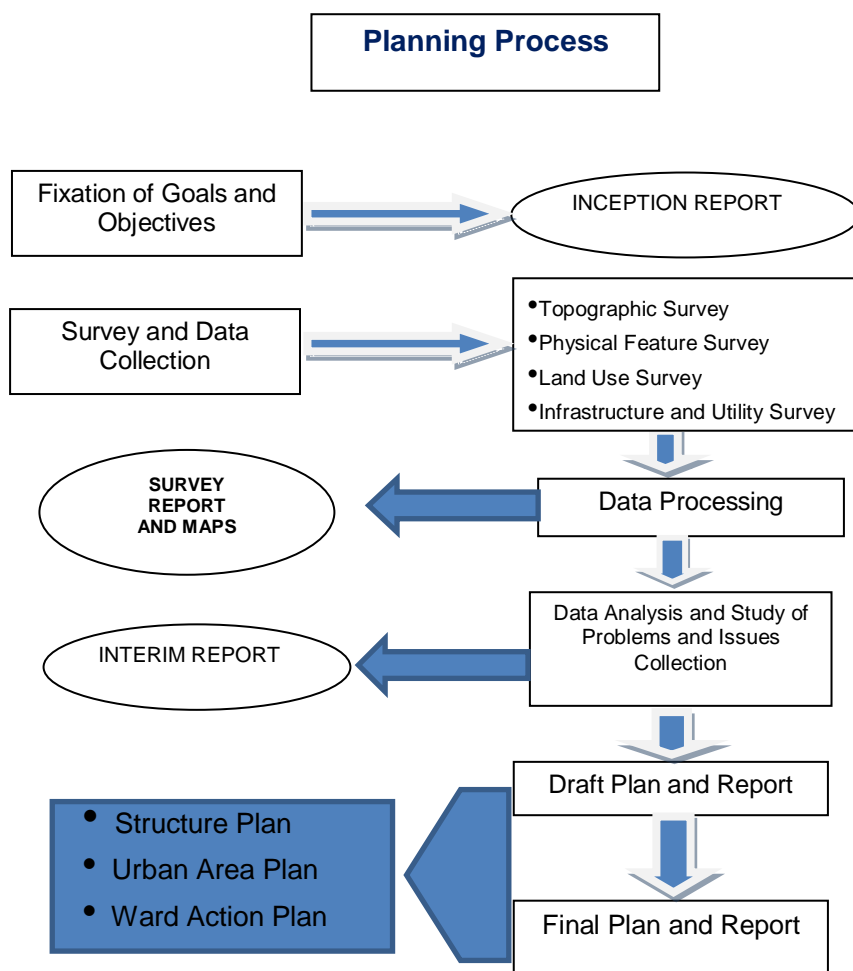 Planning Process
Fixation of Goals and
Objectives
INCEPTION REPORT
Survey and Data
Collection
•Topographic Survey
•Physical Feature Survey
•Land Use Survey
•Infrastructure and Utility Survey
SURVEY
REPORT
AND MAPS
Data Processing
INTERIM REPORT
Data Analysis and Study of
Problems and Issues
Collection
Draft Plan and Report
• Structure Plan
• Urban Area Plan
• Ward Action Plan
Final Plan and Report